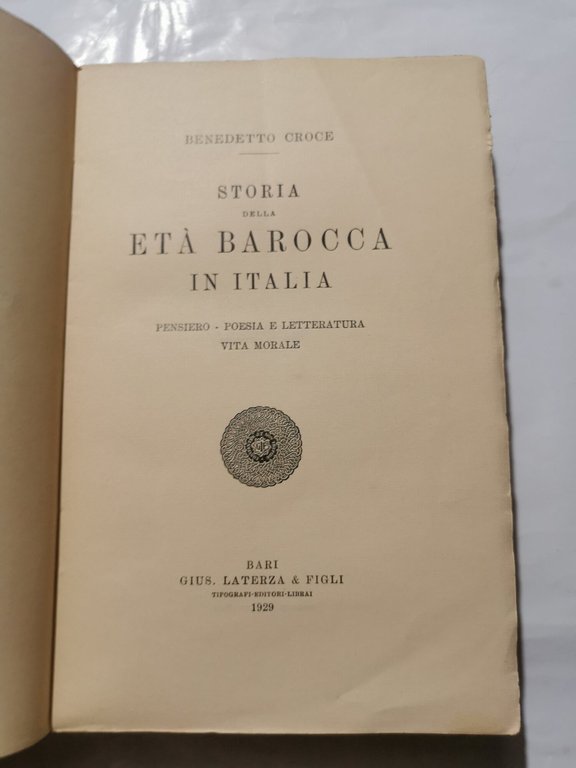 BENEDETTO CROCE
STORIA
DELLA
ETÀ BAROCCA
IN ITALIA
PENSIERO - POESIA E LETTERATURA
VITA MORALE
BARI
GIUS. LATERZA & FIGLI
TIPOGRAFI-EDITORI-LIBRAI
1929